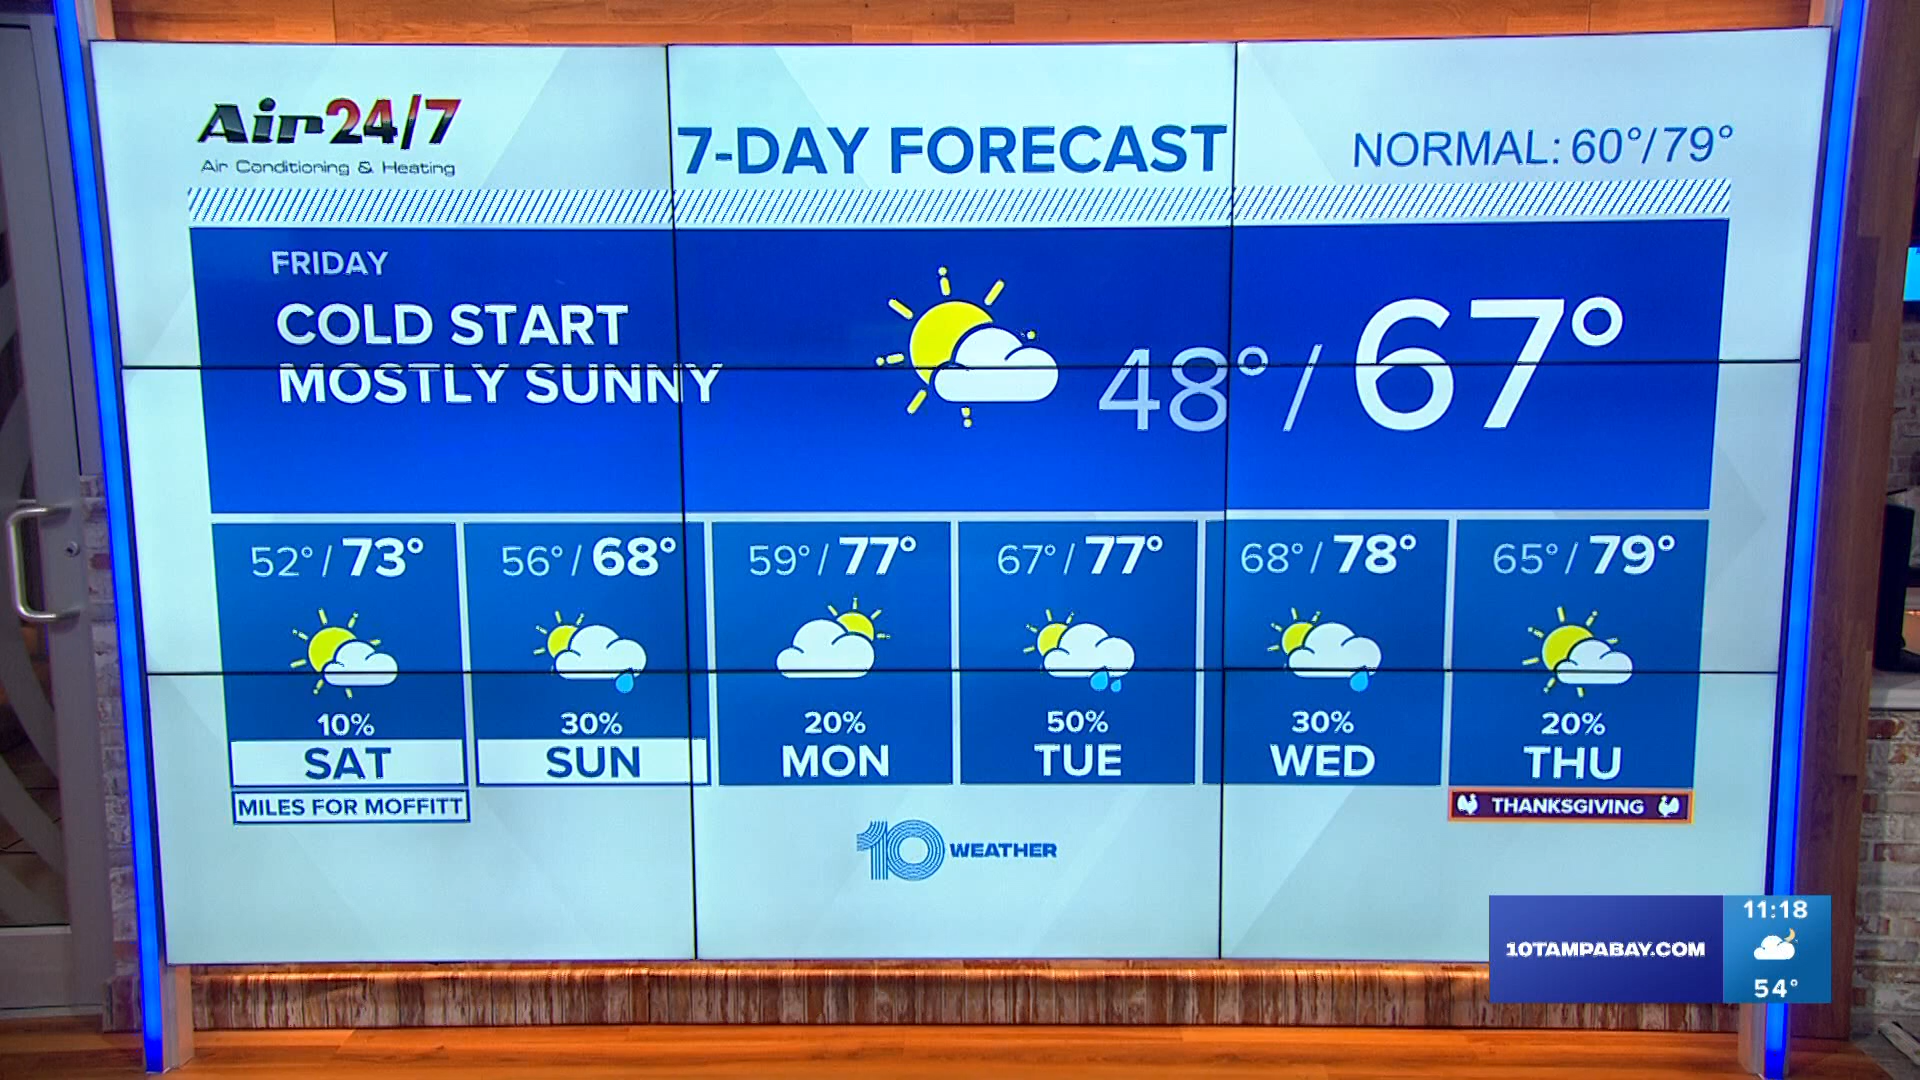 Air24/7
Air Conditioning & Heating
7-DAY FORECAST
NORMAL: 60°/79°
FRIDAY
COLD START
MOSTLY SUNNY
48° / 67°
52° / 73°
10%
SAT
MILES FOR MOFFITT
56° / 68°
30%
SUN
59° / 77°
20%
MON
67° / 77°
50%
TUE
68° / 78°
30%
WED
65° / 79°
20%
THU
THANKSGIVING
10 WEATHER
10TAMPABAY.COM
11:18
54°